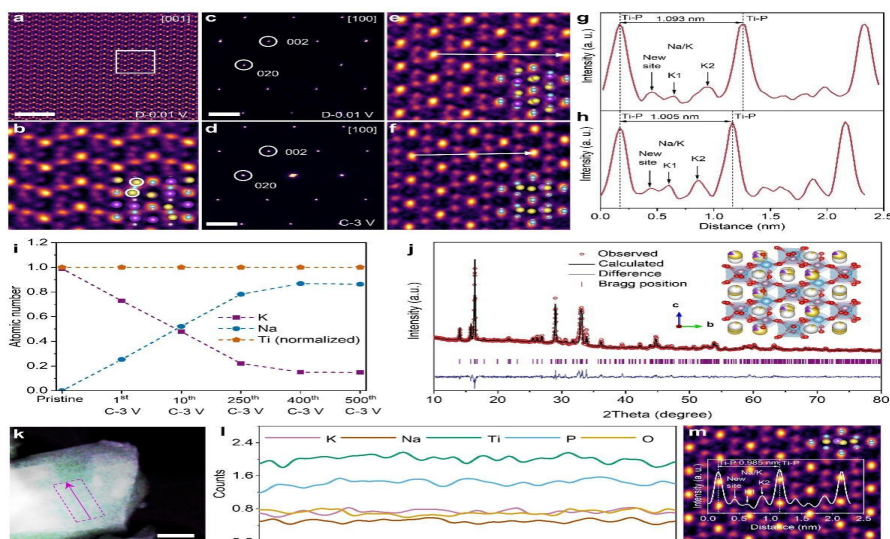 a
[001]
D-0.01 V
b
c
[100]
002
020
D-0.01 V
d
[100]
002
020
C-3 V
e
f
g
Ti-P
Ti-P
1.093 nm
Na/K
New site
K1
K2
Intensity (a. u.)
h
Ti-P
Ti-P
1.005 nm
Na/K
New site
K1
K2
Intensity (a. u.)
0.0 0.5 1.0 1.5 2.0 2.5
Distance (nm)
i
Atomic number
1.2
1.0
0.8
0.6
0.4
0.2
0.0
K
Na
Ti (normalized)
Pristine 1st 10th 250th 400th 500th
C-3 V C-3 V C-3 V C-3 V C-3 V
j
Observed
Calculated
Difference
Bragg position
c
b
Intensity (a.u.)
10 20 30 40 50 60 70 80
2Theta (degree)
k
l
K Na Ti P O
Counts
2.4
1.6
0.8
m
Ti-P 0.985 nm Ti-P
Na/K
New site
K2
Intensity (a.u.)
0.0 0.5 1.0 1.5 2.0 2.5
Distance (nm)